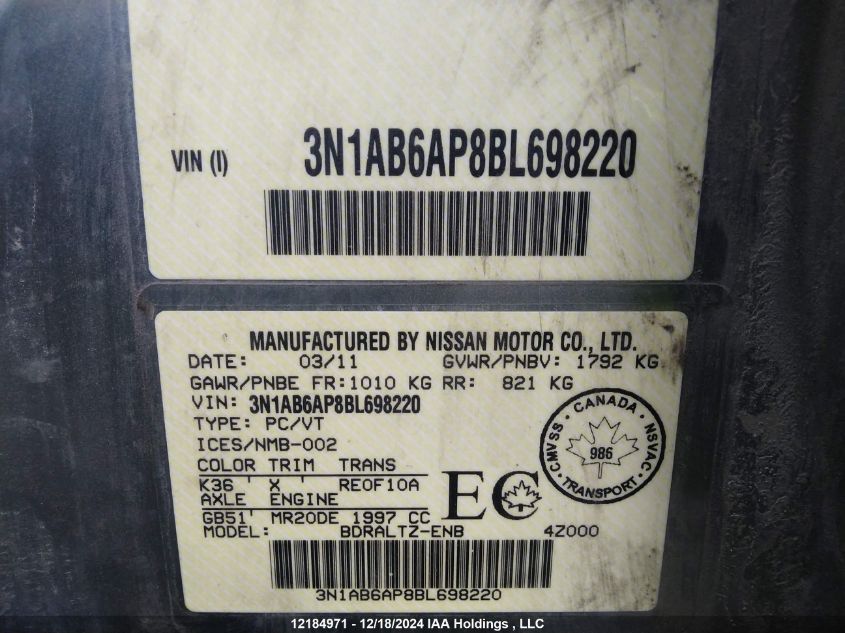 VIN (I) 3N1AB6AP8BL698220
MANUFACTURED BY NISSAN MOTOR CO., LTD.
DATE: 03/11 GVWR/PNBV: 1792 KG
GAWR/PNBE FR:1010 KG RR: 821 KG
VIN: 3N1AB6AP8BL698220
TYPE: PC/VT
ICES/NMB-002
COLOR TRIM TRANS
K36 ' X ' RE0F10A
AXLE ENGINE
GB51' MR20DE 1997 CC
MODEL: BDRALTZ-ENB 4Z000
3N1AB6AP8BL698220
EC
CANADA
CMVSS · NSVAC
986
TRANSPORT
12184971 - 12/18/2024 IAA Holdings , LLC